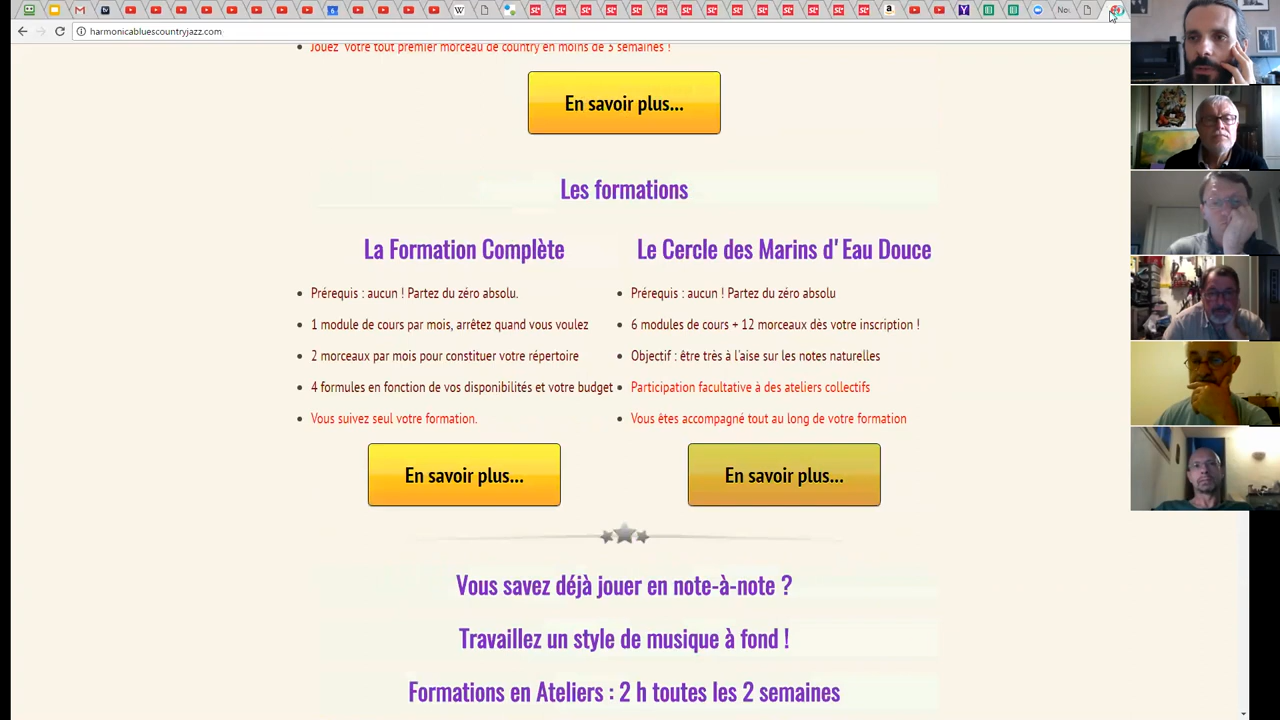 harmonicabluescountryjazz.com
Jouez votre tout premier morceau de country en moins de 3 semaines !
En savoir plus...
Les formations
La Formation Complète
Prérequis : aucun ! Partez du zéro absolu.
1 module de cours par mois, arrêtez quand vous voulez
2 morceaux par mois pour constituer votre répertoire
4 formules en fonction de vos disponibilités et votre budget
Vous suivez seul votre formation.
En savoir plus...
Le Cercle des Marins d'Eau Douce
Prérequis : aucun ! Partez du zéro absolu
6 modules de cours + 12 morceaux dès votre inscription !
Objectif : être très à l'aise sur les notes naturelles
Participation facultative à des ateliers collectifs
Vous êtes accompagné tout au long de votre formation
En savoir plus...
Vous savez déjà jouer en note-à-note ?
Travaillez un style de musique à fond !
Formations en Ateliers : 2 h toutes les 2 semaines